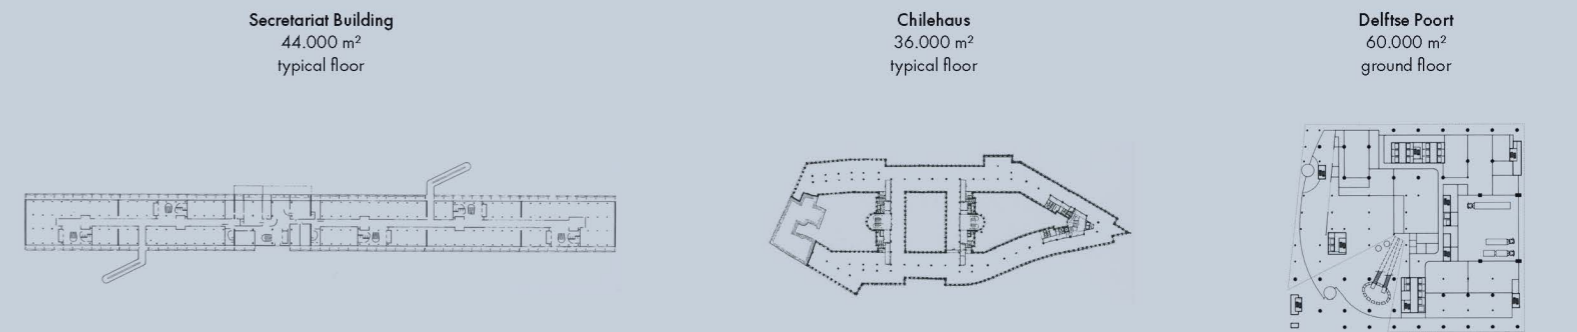 Secretariat Building
44.000 m²
typical floor
Chilehaus
36.000 m²
typical floor
Delftse Poort
60.000 m²
ground floor